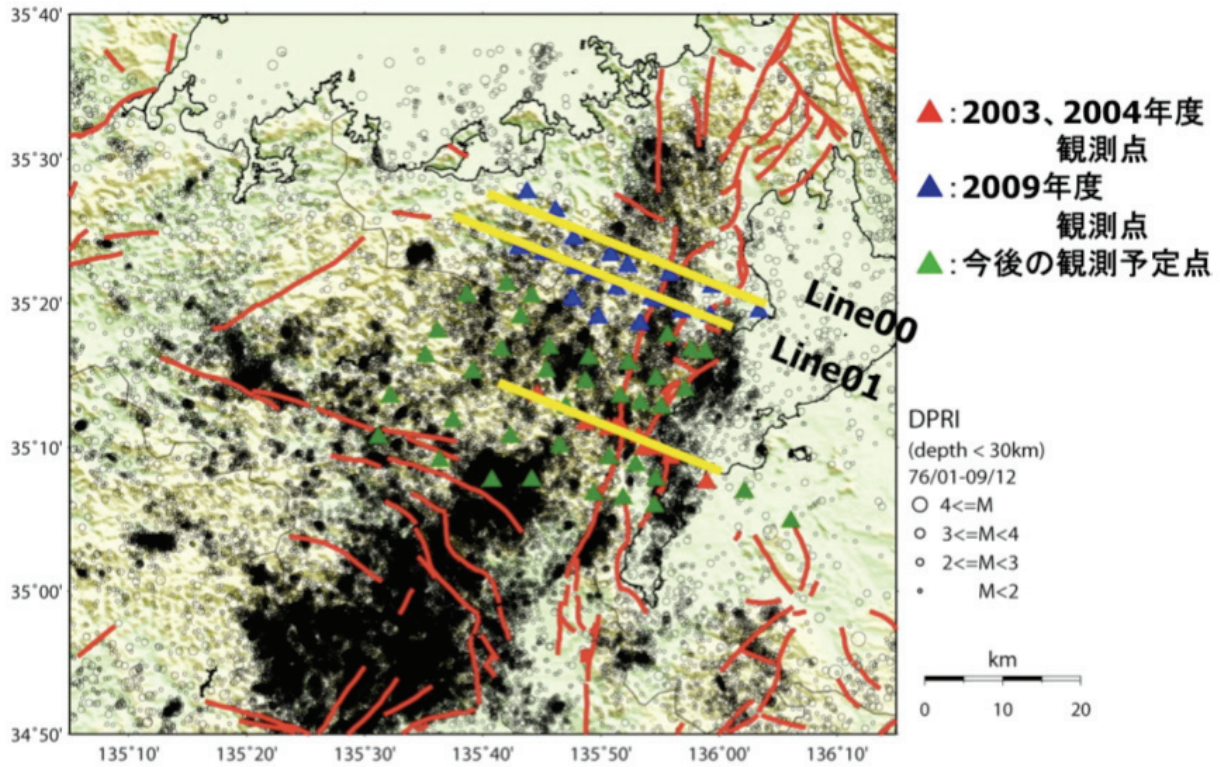 35°40'
35°30'
35°20'
35°10'
35°00'
34°50'
135°10'
135°20'
135°30'
135°40'
135°50'
136°00'
136°10'
Line00
Line01
▲:2003、2004年度
観測点
▲:2009年度
観測点
▲:今後の観測予定点
DPRI
(depth < 30km)
76/01-09/12
4<=M
3<=M<4
2<=M<3
M<2
km
0 10 20